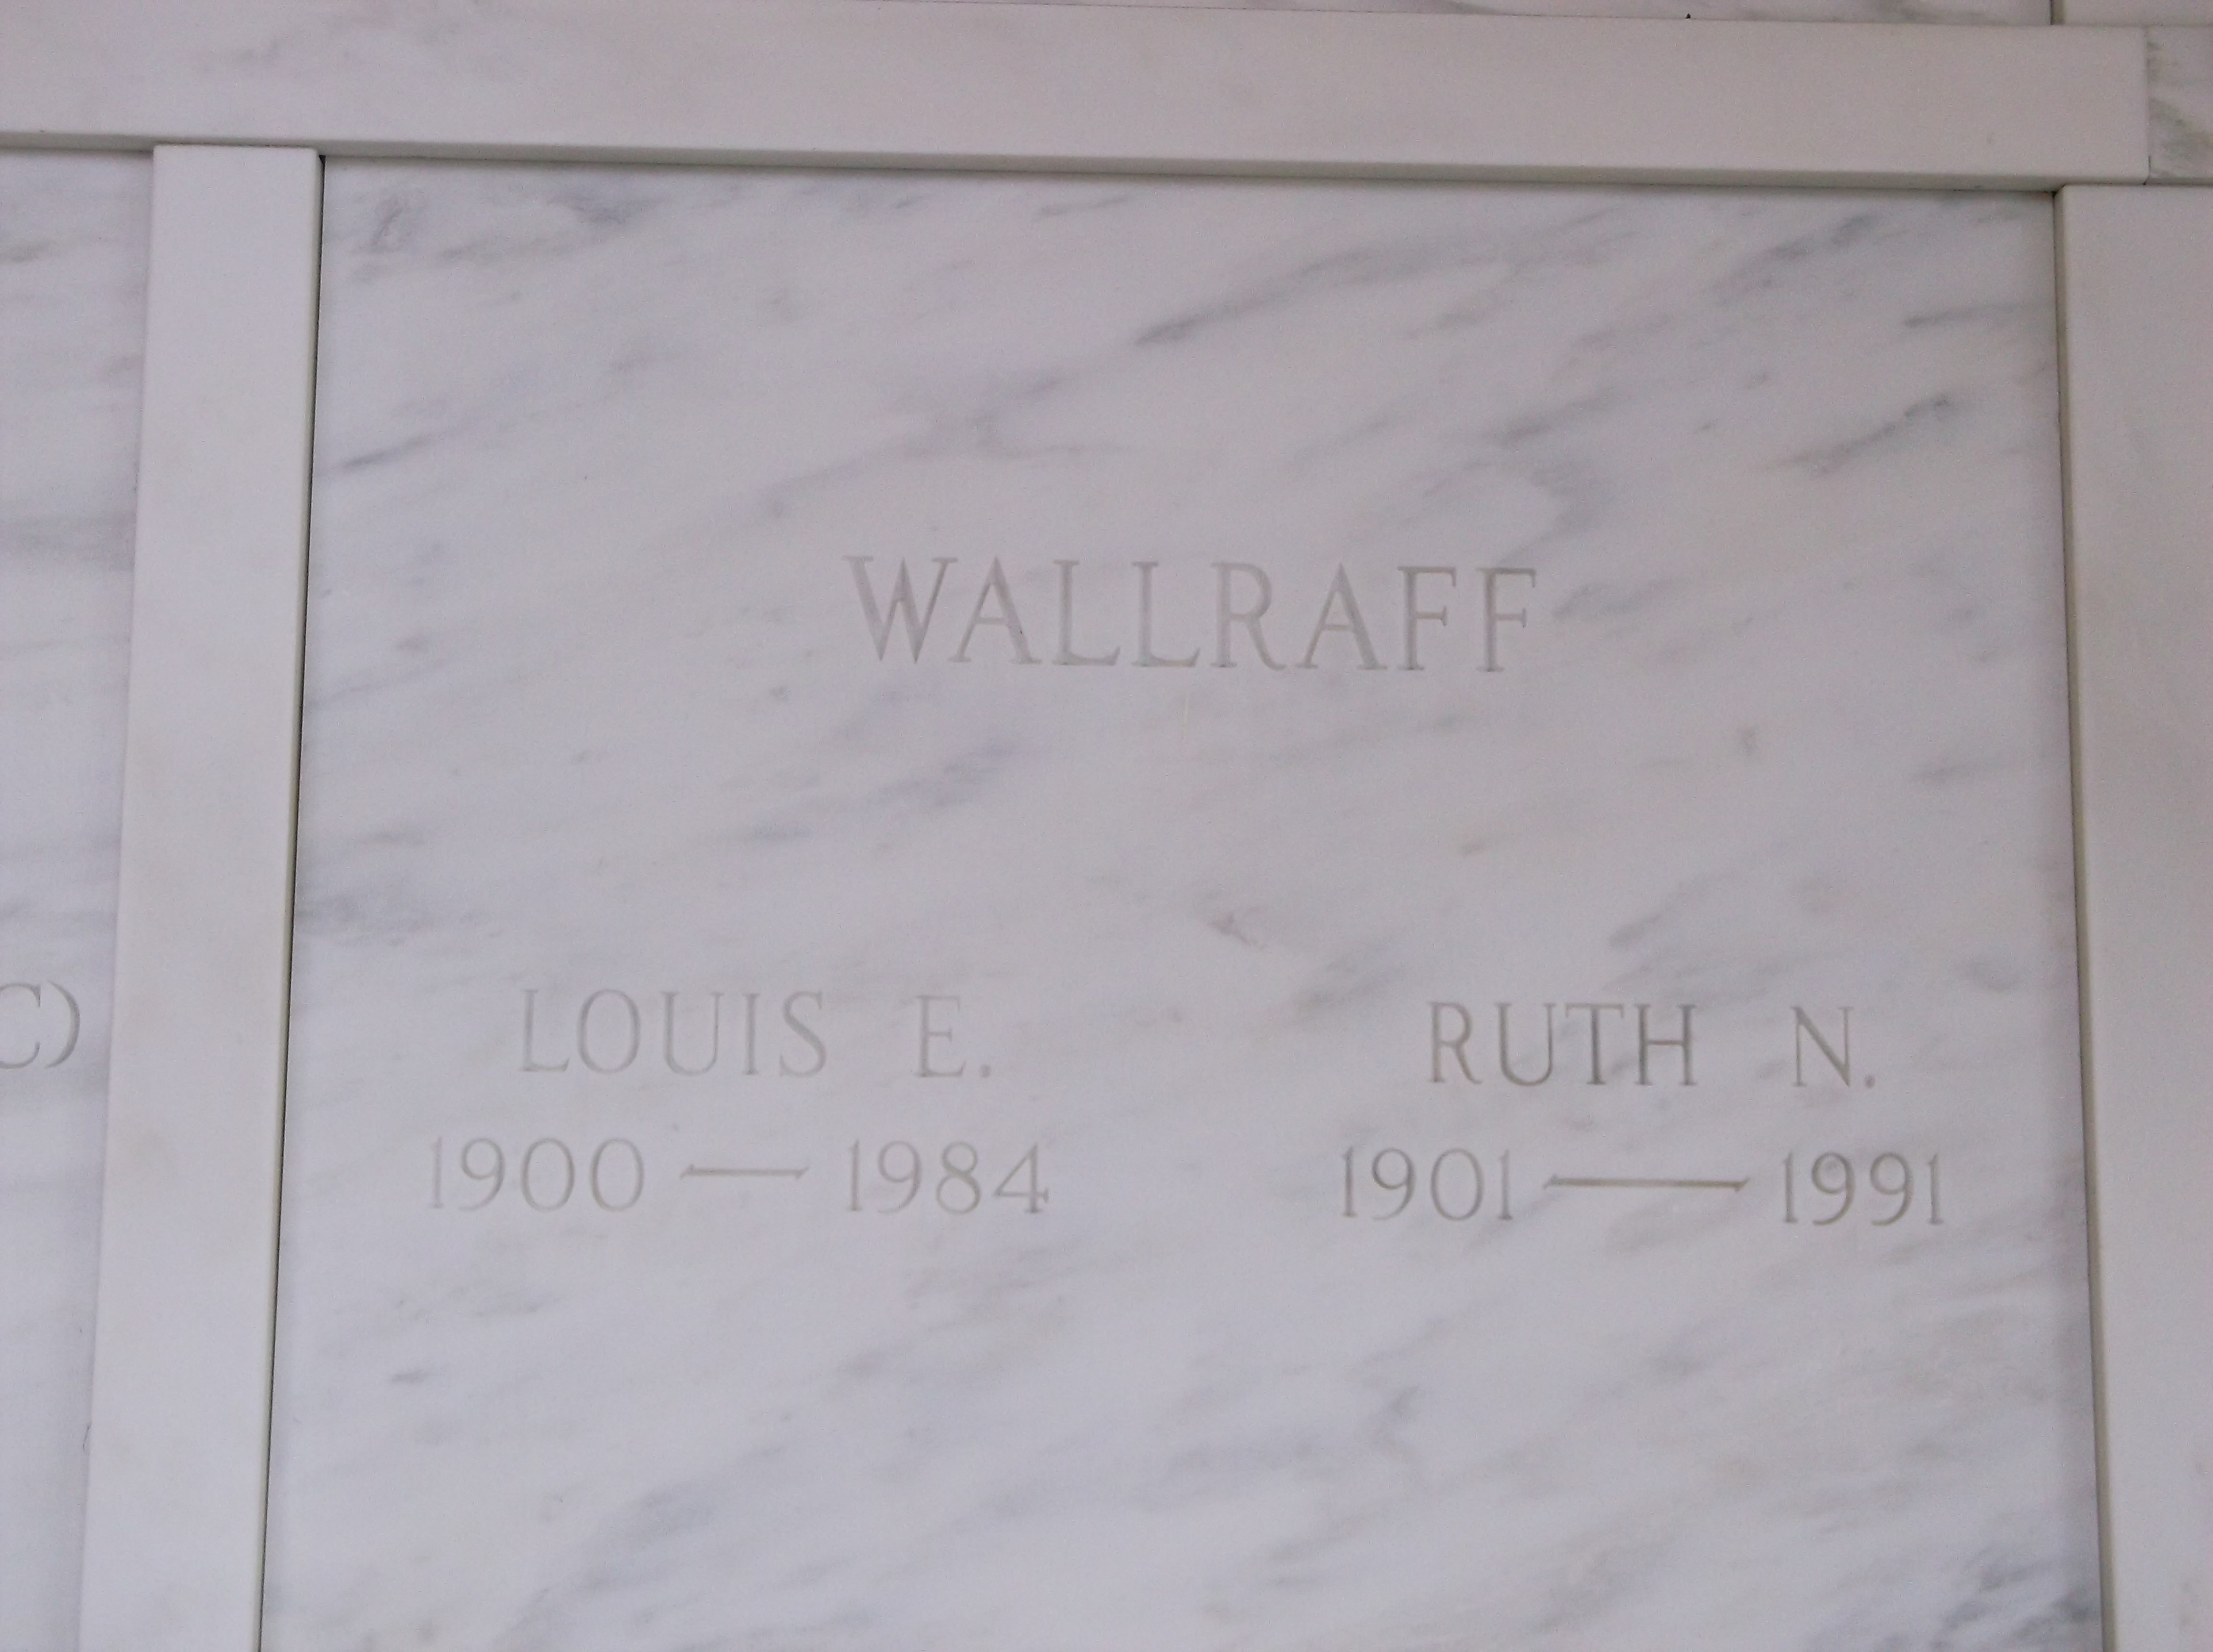 WALLRAFF
LOUIS E. RUTH N.
1900 — 1984 1901 — 1991
C)